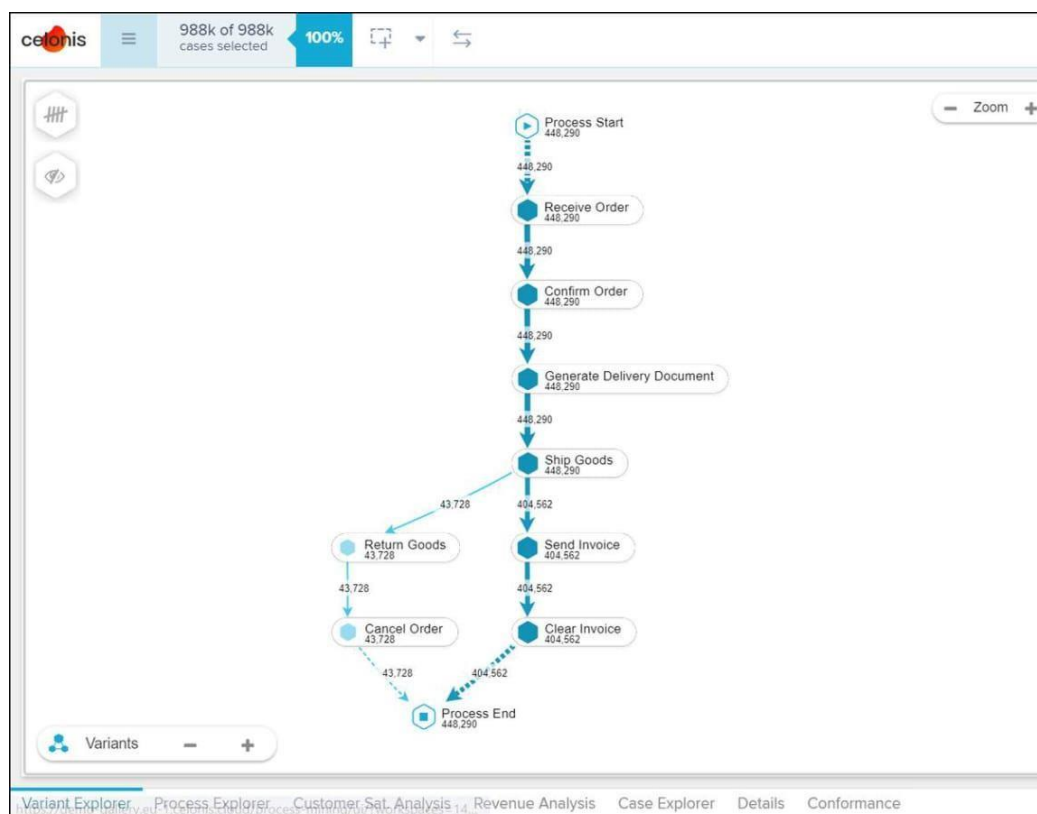 celonis
988k of 988k
cases selected
100%
Zoom
Process Start
448,290
448,290
Receive Order
448,290
448,290
Confirm Order
448,290
448,290
Generate Delivery Document
448,290
448,290
Ship Goods
448,290
43,728
404,562
Return Goods
43,728
Send Invoice
404,562
43,728
404,562
Cancel Order
43,728
Clear Invoice
404,562
43,728
404,562
Process End
448,290
Variants
Variant Explorer Process Explorer Customer Sat. Analysis Revenue Analysis Case Explorer Details Conformance